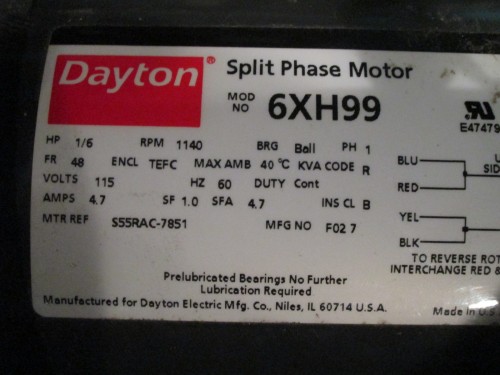 Dayton® Split Phase Motor
MOD NO 6XH99
E47479
HP 1/6 RPM 1140 BRG Ball PH 1
FR 48 ENCL TEFC MAX AMB 40 °C KVA CODE R
VOLTS 115 HZ 60 DUTY Cont
AMPS 4.7 SF 1.0 SFA 4.7 INS CL B
MTR REF S55RAC-7851 MFG NO F02 7
BLU
RED
YEL
BLK
TO REVERSE
INTERCHANGE RED &
Prelubricated Bearings No Further
Lubrication Required
Manufactured for Dayton Electric Mfg. Co., Niles, IL 60714 U.S.A.
Made in